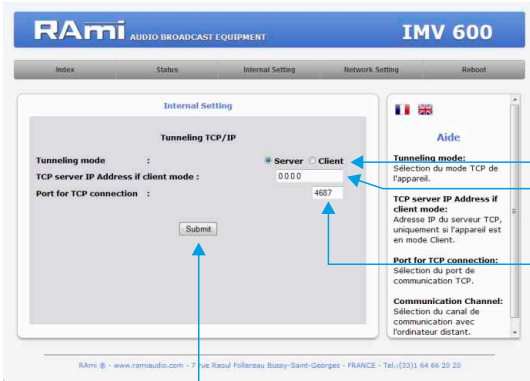 RAmi AUDIO BROADCAST EQUIPMENT IMV 600
Index Status Internal Setting Network Setting Reboot
Internal Setting
Tunneling TCP/IP
Tunneling mode : Server Client
TCP server IP Address if client mode : 0.0.0.0
Port for TCP connection : 4687
Submit
Aide
Tunneling mode:
Sélection du mode TCP de
l'appareil.
TCP server IP Address if
client mode:
Adresse IP du serveur TCP,
uniquement si l'appareil est
en mode Client.
Port for TCP connection:
Sélection du port de
communication TCP.
Communication Channel:
Sélection du canal de
communication avec
l'ordinateur distant.
RAmi ® - www.ramiaudio.com - 7 rue Raoul Follereau Bussy-Saint-Georges - FRANCE - Tel.:(33)1 64 66 20 20